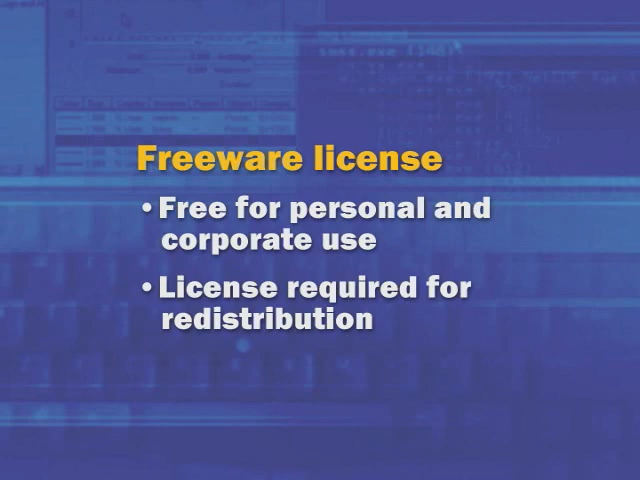 Freeware license
•Free for personal and
corporate use
•License required for
redistribution